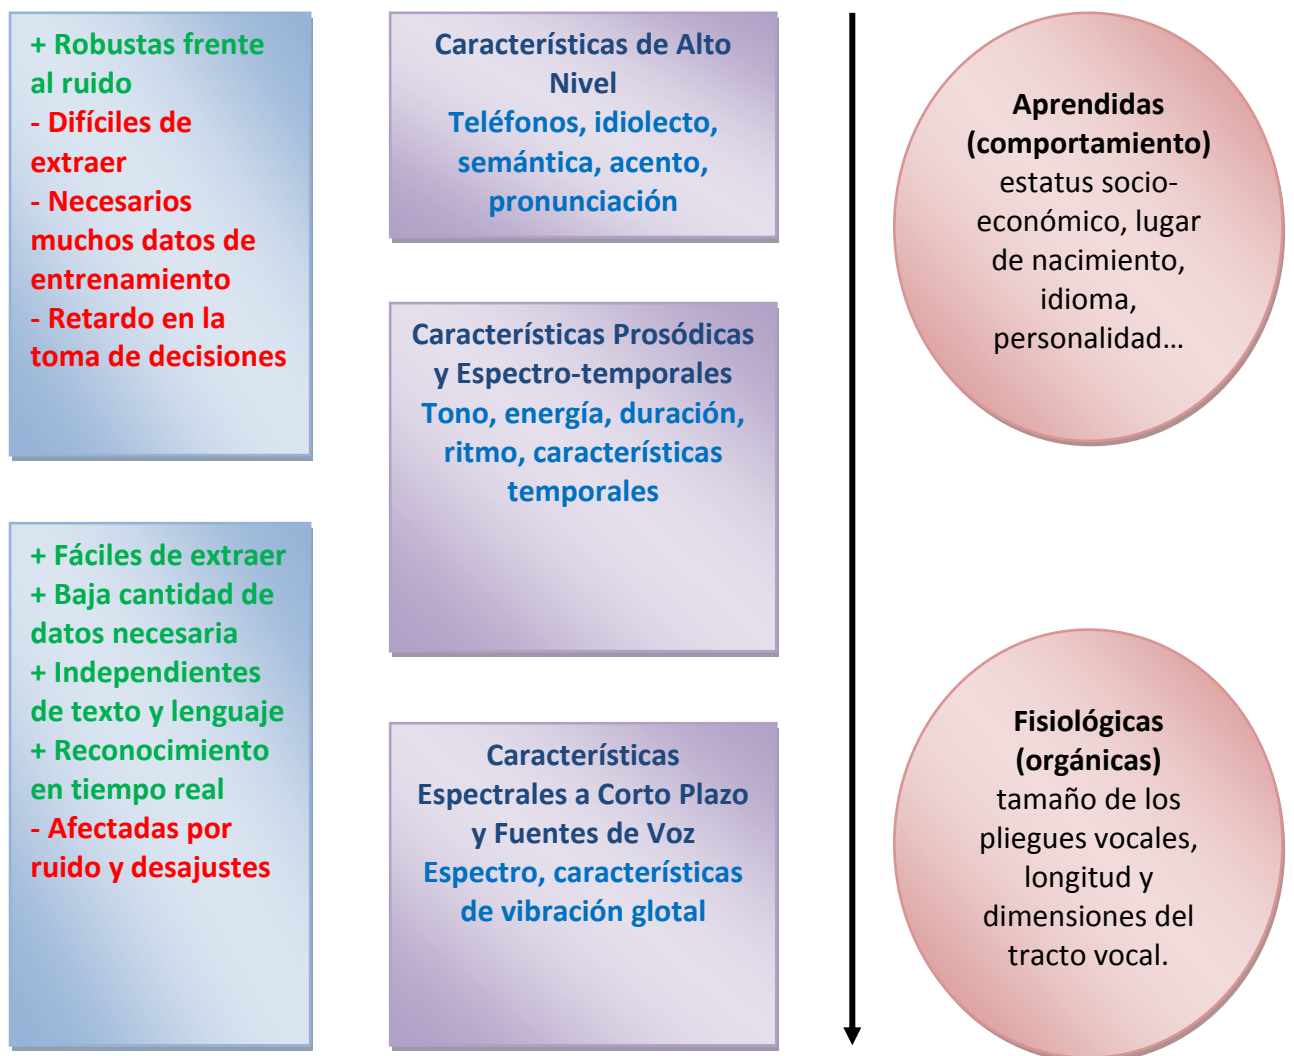 + Robustas frente
al ruido
- Difíciles de
extraer
- Necesarios
muchos datos de
entrenamiento
- Retardo en la
toma de decisiones
+ Fáciles de extraer
+ Baja cantidad de
datos necesaria
+ Independientes
de texto y lenguaje
+ Reconocimiento
en tiempo real
- Afectadas por
ruido y desajustes
Características de Alto
Nivel
Teléfonos, idiolecto,
semántica, acento,
pronunciación
Características Prosódicas
y Espectro-temporales
Tono, energía, duración,
ritmo, características
temporales
Características
Espectrales a Corto Plazo
y Fuentes de Voz
Espectro, características
de vibración glotal
Aprendidas
(comportamiento)
estatus socio-
económico, lugar
de nacimiento,
idioma,
personalidad…
Fisiológicas
(orgánicas)
tamaño de los
pliegues vocales,
longitud y
dimensiones del
tracto vocal.